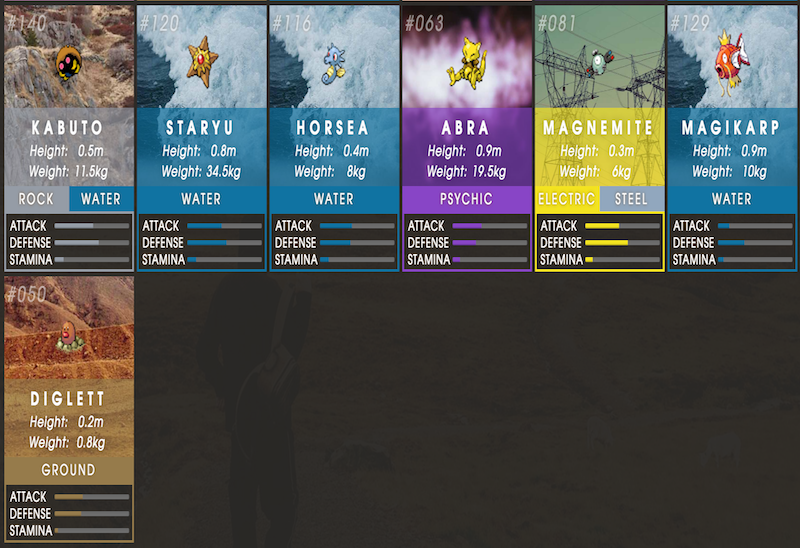 #140
KABUTO
Height: 0.5m
Weight: 11.5kg
ROCK WATER
ATTACK
DEFENSE
STAMINA
#120
STARYU
Height: 0.8m
Weight: 34.5kg
WATER
ATTACK
DEFENSE
STAMINA
#116
HORSEA
Height: 0.4m
Weight: 8kg
WATER
ATTACK
DEFENSE
STAMINA
#063
ABRA
Height: 0.9m
Weight: 19.5kg
PSYCHIC
ATTACK
DEFENSE
STAMINA
#081
MAGNEMITE
Height: 0.3m
Weight: 6kg
ELECTRIC STEEL
ATTACK
DEFENSE
STAMINA
#129
MAGIKARP
Height: 0.9m
Weight: 10kg
WATER
ATTACK
DEFENSE
STAMINA
#050
DIGLETT
Height: 0.2m
Weight: 0.8kg
GROUND
ATTACK
DEFENSE
STAMINA